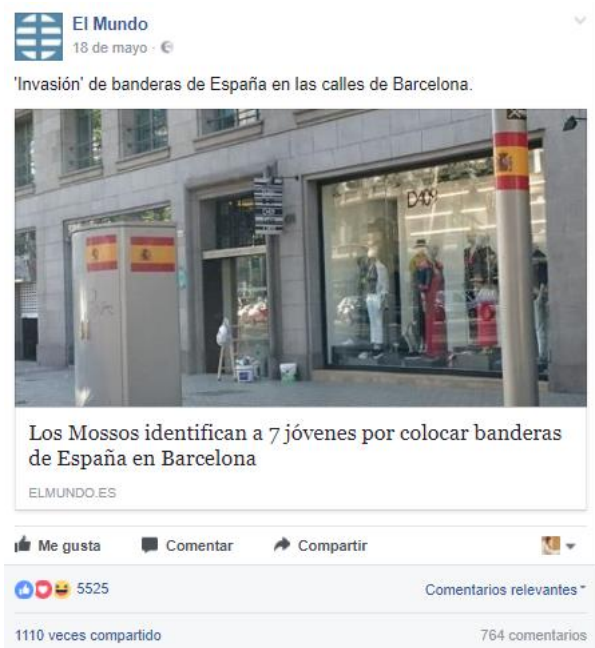 El Mundo
18 de mayo ·
'Invasión' de banderas de España en las calles de Barcelona.
D409
Los Mossos identifican a 7 jóvenes por colocar banderas
de España en Barcelona
ELMUNDO.ES
Me gusta Comentar Compartir
5525 Comentarios relevantes
1110 veces compartido 764 comentarios